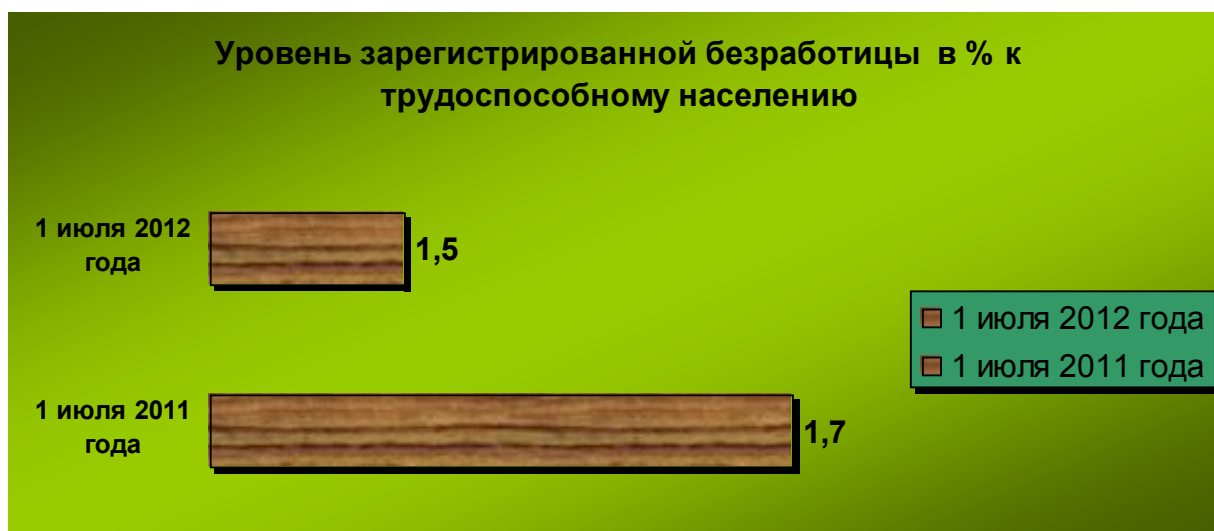 Уровень зарегистрированной безработицы в % к
трудоспособному населению
1 июля 2012
года
1,5
1 июля 2012 года
1 июля 2011 года
1 июля 2011
года
1,7